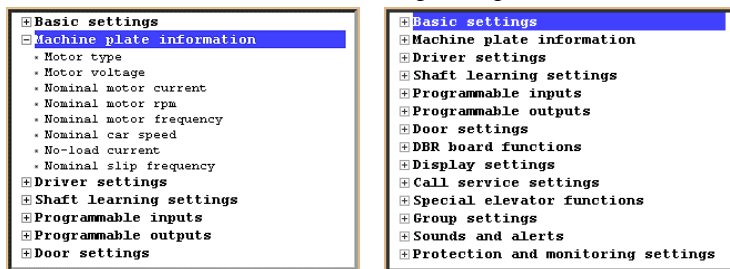 Basic settings
Machine plate information
Motor type
Motor voltage
Nominal motor current
Nominal motor rpm
Nominal motor frequency
Nominal car speed
No-load current
Nominal slip frequency
Driver settings
Shaft learning settings
Programmable inputs
Programmable outputs
Door settings
Basic settings
Machine plate information
Driver settings
Shaft learning settings
Programmable inputs
Programmable outputs
Door settings
DBR board functions
Display settings
Call service settings
Special elevator functions
Group settings
Sounds and alerts
Protection and monitoring settings